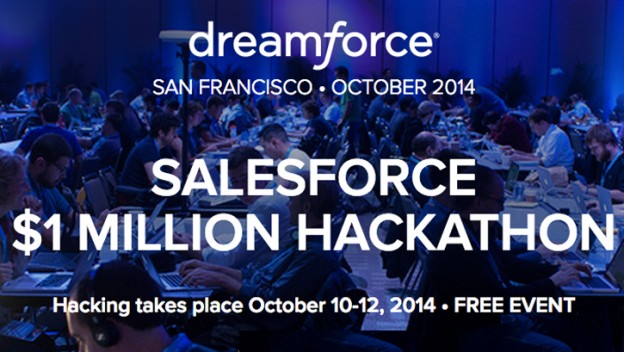 dreamforce®
SAN FRANCISCO • OCTOBER 2014
SALESFORCE
$1 MILLION HACKATHON
Hacking takes place October 10-12, 2014 • FREE EVENT